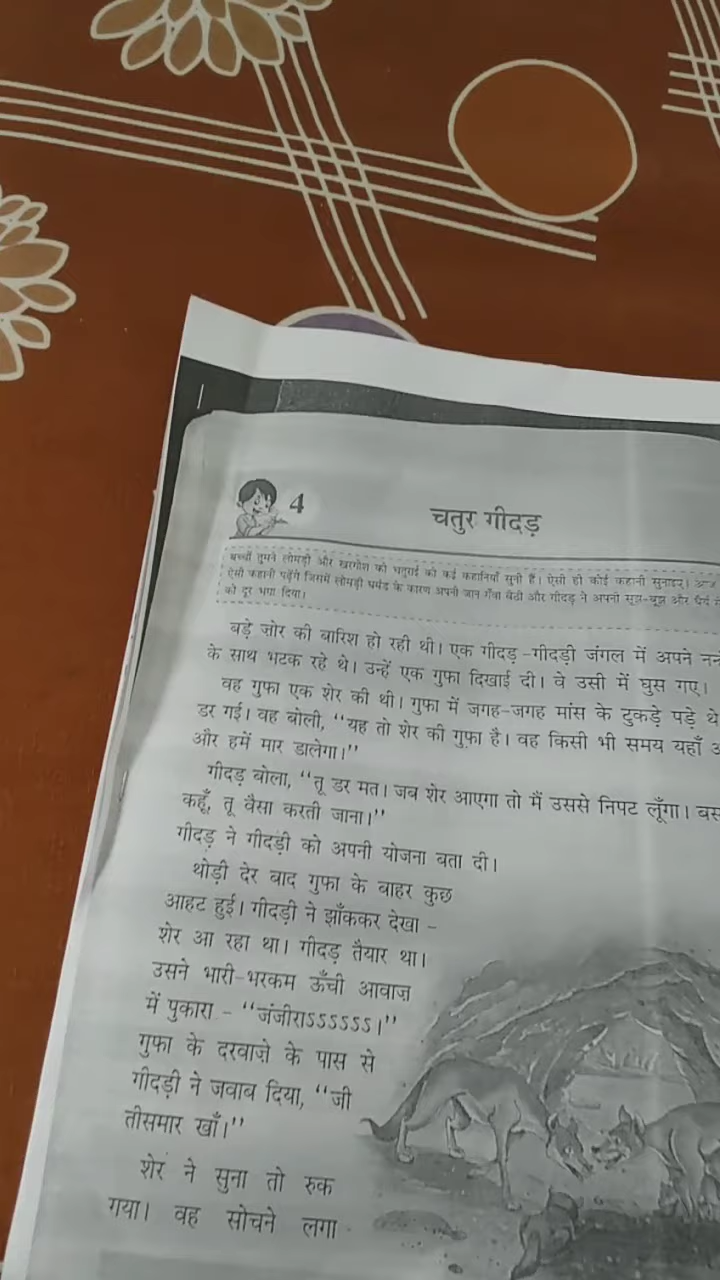 4
चतुर गीदड़
बच्चों तुमने लोमड़ी और खरगोश की चतुराई की कई कहानियाँ सुनी हैं। ऐसी ही कोई कहानी सुनाइए। आज
ऐसी कहानी पढ़ेंगे जिसमें लोमड़ी घमंड के कारण अपनी जान गँवा बैठी और गीदड़ ने अपनी सूझ-बूझ और धैर्य
को दूर भगा दिया।
बड़े ज़ोर की बारिश हो रही थी। एक गीदड़-गीदड़ी जंगल में अपने
के साथ भटक रहे थे। उन्हें एक गुफा दिखाई दी। वे उसी में घुस गए।
वह गुफा एक शेर की थी। गुफा में जगह-जगह मांस के टुकड़े पड़े थे
डर गई। वह बोली, “यह तो शेर की गुफा है। वह किसी भी समय यहाँ
और हमें मार डालेगा।”
गीदड़ बोला, “तू डर मत। जब शेर आएगा तो मैं उससे निपट लूँगा। बस
कहूँ, तू वैसा करती जाना।”
गीदड़ ने गीदड़ी को अपनी योजना बता दी।
थोड़ी देर बाद गुफा के बाहर कुछ
आहट हुई। गीदड़ी ने झाँककर देखा –
शेर आ रहा था। गीदड़ तैयार था।
उसने भारी-भरकम ऊँची आवाज़
में पुकारा – “जंजीराऽऽऽऽऽऽ।”
गुफा के दरवाज़े के पास से
गीदड़ी ने जवाब दिया, “जी
तीसमार खाँ।”
शेर ने सुना तो रुक
गया। वह सोचने लगा